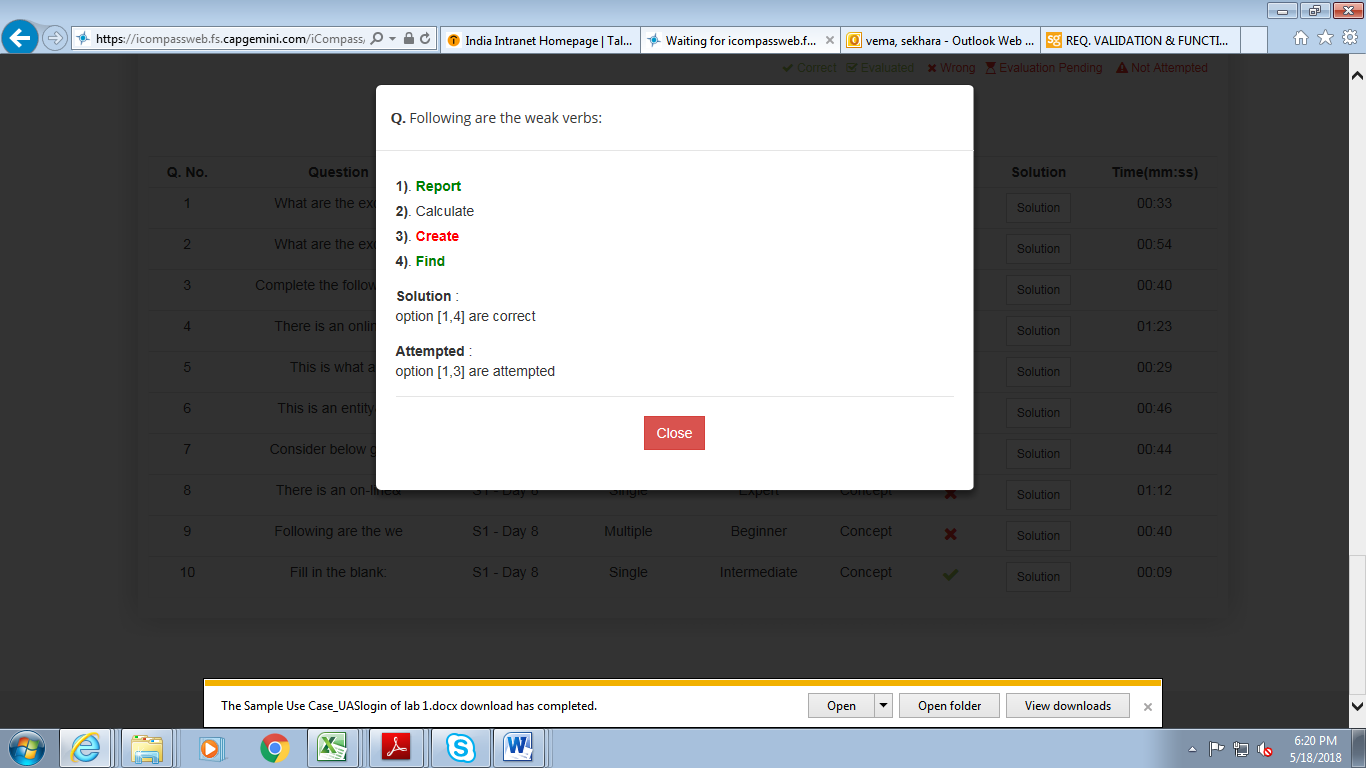 https://icompassweb.fs.capgemini.com/iCompass/
India Intranet Homepage | Tal...
Waiting for icompassweb.f...
vema, sekhara - Outlook Web ...
REQ. VALIDATION & FUNCTI...
Correct Evaluated Wrong Evaluation Pending Not Attempted
Q. Following are the weak verbs:
1). Report
2). Calculate
3). Create
4). Find
Solution :
option [1,4] are correct
Attempted :
option [1,3] are attempted
Close
Q. No. Question Solution Time(mm:ss)
1 What are the exc Solution 00:33
2 What are the exc Solution 00:54
3 Complete the follow Solution 00:40
4 There is an onlin Solution 01:23
5 This is what a Solution 00:29
6 This is an entity Solution 00:46
7 Consider below g Solution 00:44
8 There is an on-line& S1 - Day 8 Single Expert Concept Solution 01:12
9 Following are the we S1 - Day 8 Multiple Beginner Concept Solution 00:40
10 Fill in the blank: S1 - Day 8 Single Intermediate Concept Solution 00:09
The Sample Use Case_UASlogin of lab 1.docx download has completed.
Open Open folder View downloads
6:20 PM
5/18/2018